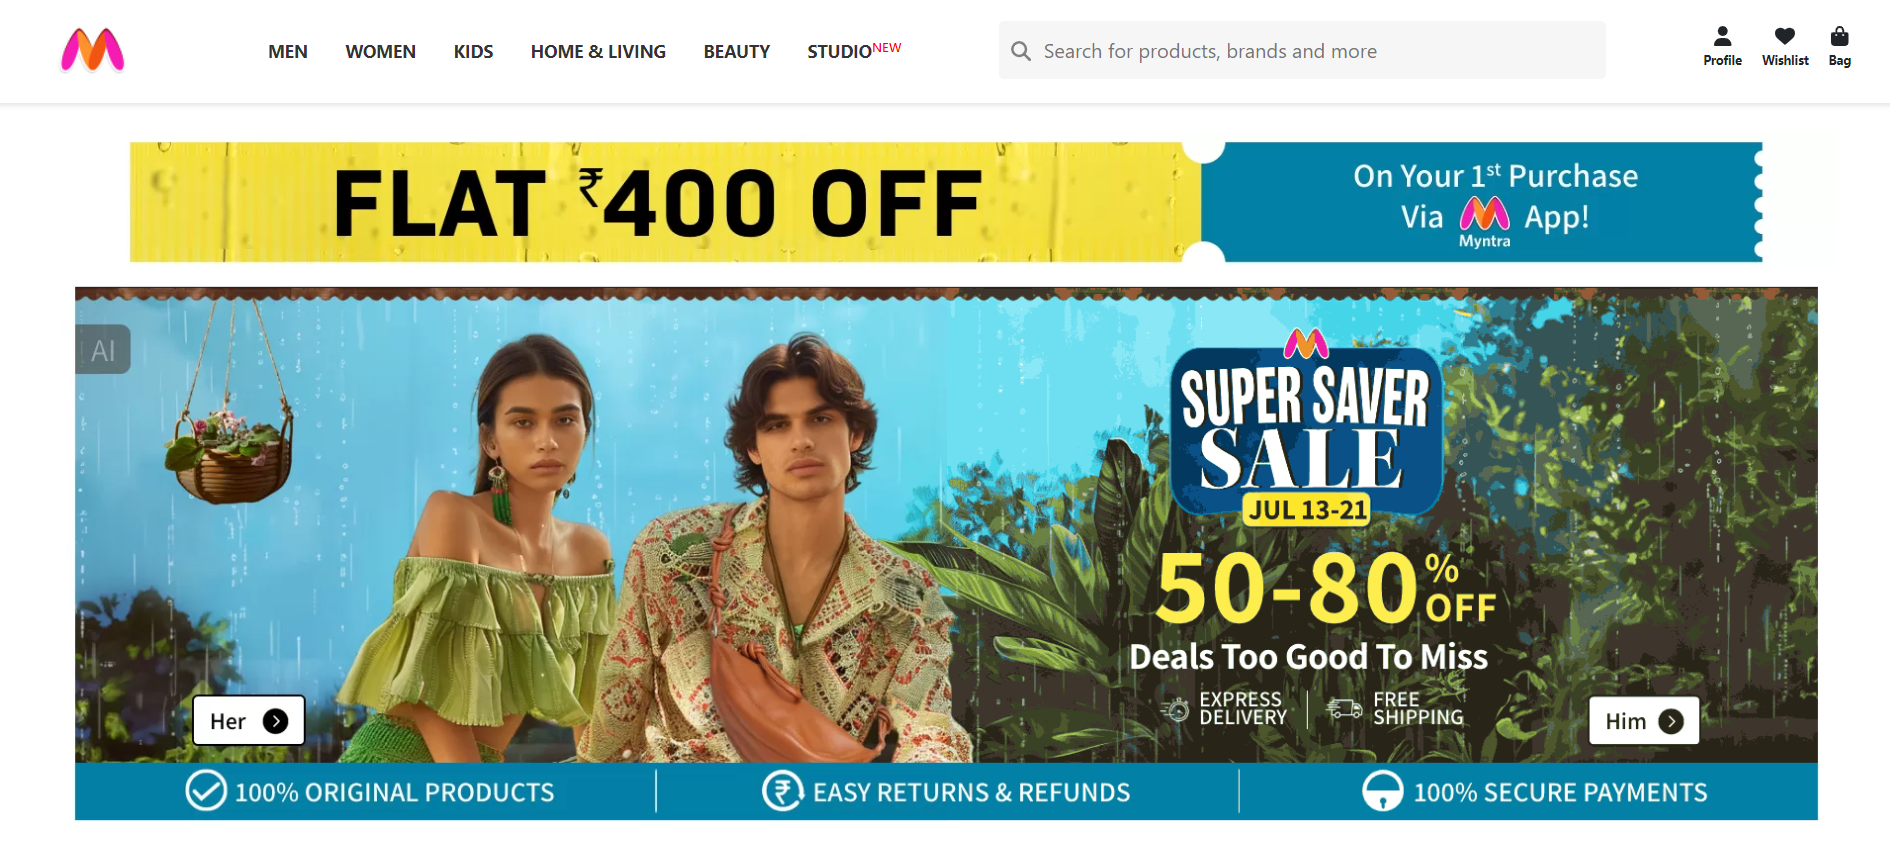 MEN WOMEN KIDS HOME & LIVING BEAUTY STUDIO NEW
Search for products, brands and more
Profile Wishlist Bag
FLAT ₹400 OFF
On Your 1st Purchase
Via App!
Myntra
AI
SUPER SAVER
SALE
JUL 13-21
50-80% OFF
Deals Too Good To Miss
EXPRESS
DELIVERY
FREE
SHIPPING
Her
Him
100% ORIGINAL PRODUCTS
EASY RETURNS & REFUNDS
100% SECURE PAYMENTS